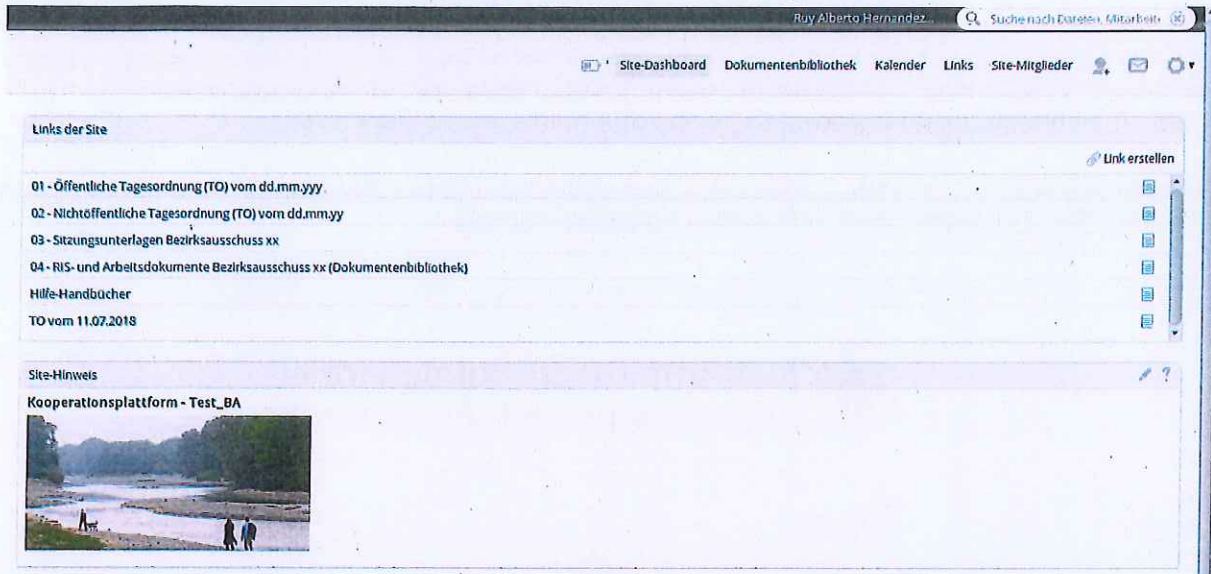 Ruy Alberto Hernandez... Suche nach Dateien, Mitarbeite
Site-Dashboard Dokumentenbibliothek Kalender Links Site-Mitglieder
Links der Site
Link erstellen
01 - Öffentliche Tagesordnung (TO) vom dd.mm.yyy
02 - Nichtöffentliche Tagesordnung (TO) vom dd.mm.yy
03 - Sitzungsunterlagen Bezirksausschuss xx
04 - RIS- und Arbeitsdokumente Bezirksausschuss xx (Dokumentenbibliothek)
Hilfe-Handbücher
TO vom 11.07.2018
Site-Hinweis
Kooperationsplattform - Test_BA